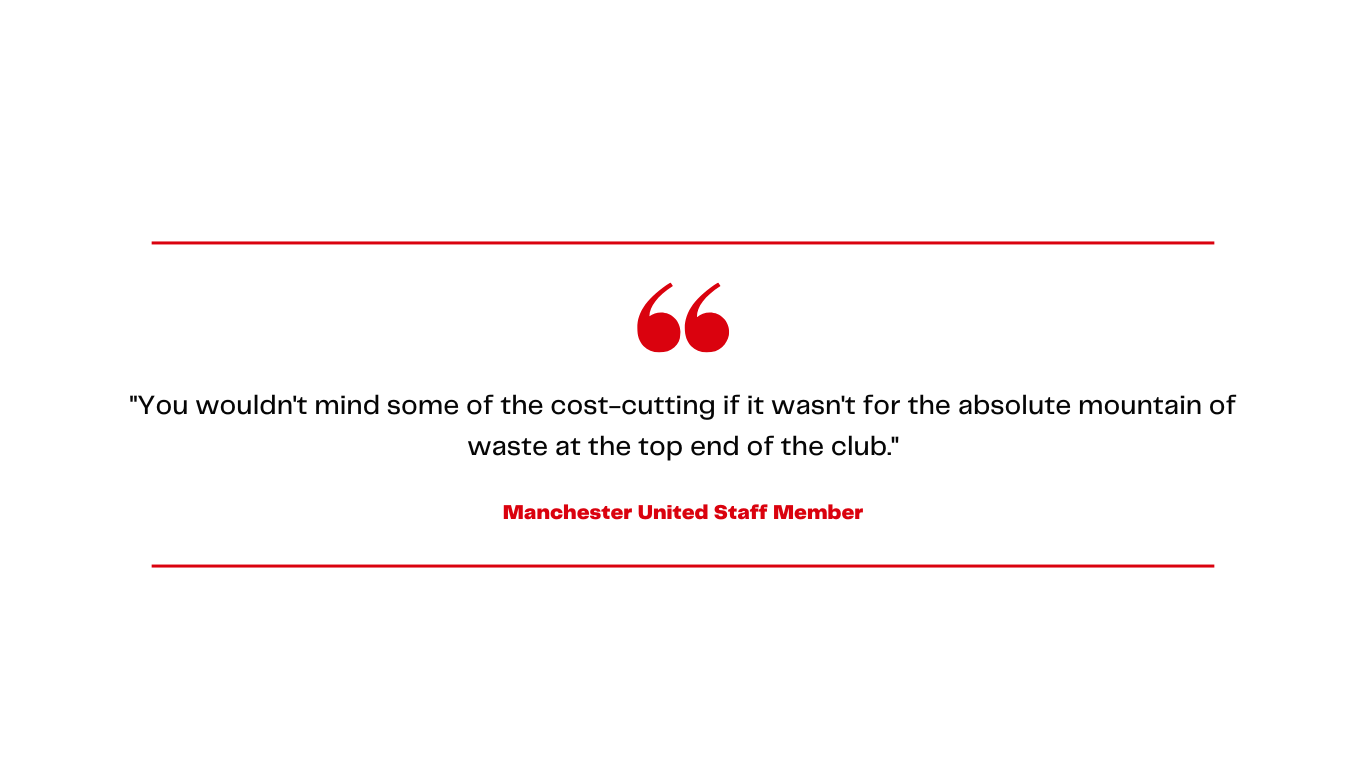 "You wouldn't mind some of the cost-cutting if it wasn't for the absolute mountain of
waste at the top end of the club."
Manchester United Staff Member